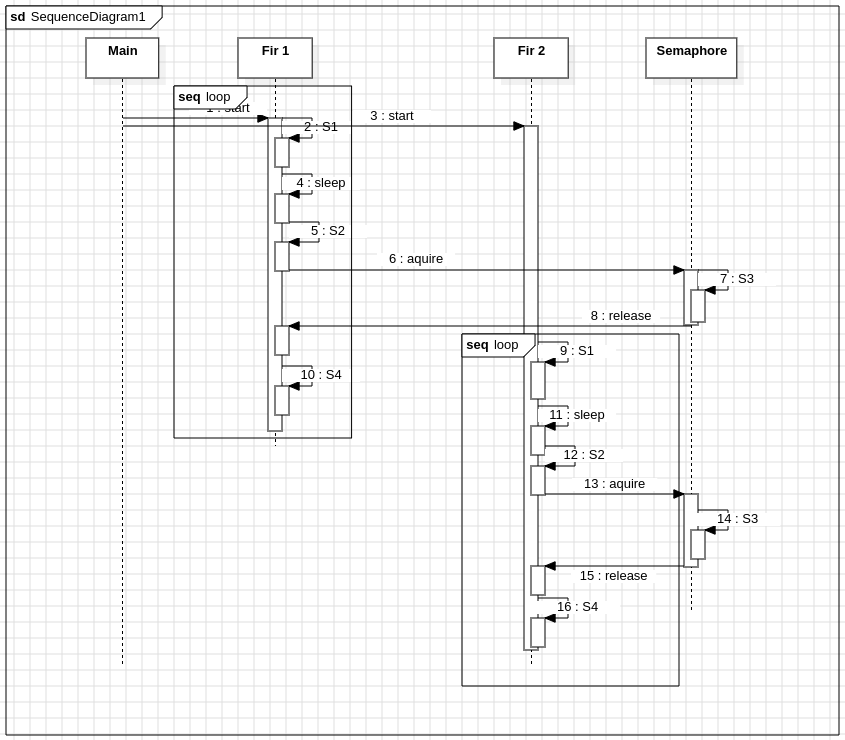 sd SequenceDiagram1
Main
Fir 1
Fir 2
Semaphore
seq loop
1 : start
2 : S1
3 : start
4 : sleep
5 : S2
6 : aquire
7 : S3
8 : release
seq loop
9 : S1
10 : S4
11 : sleep
12 : S2
13 : aquire
14 : S3
15 : release
16 : S4